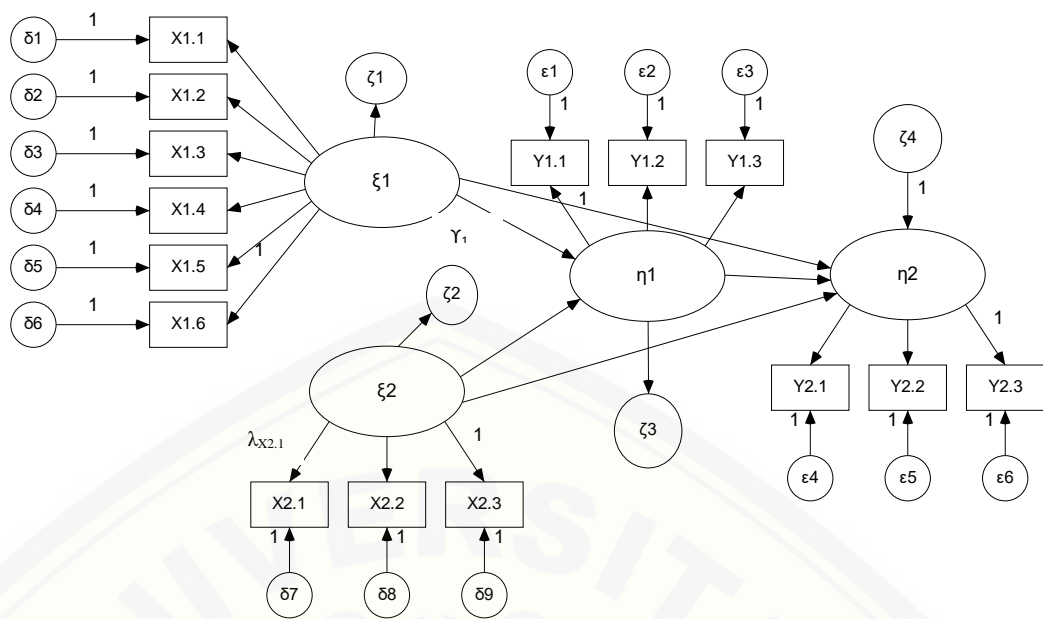 δ1 1 X1.1
δ2 1 X1.2
δ3 1 X1.3
δ4 1 X1.4
δ5 1 X1.5
δ6 1 X1.6
1
ζ1
ξ1
ϒ₁
ε1 ε2 ε3
1 1 1
Y1.1 Y1.2 Y1.3
1
η1
ζ3
ζ4
1
η2
1
Y2.1 Y2.2 Y2.3
1 1 1
ε4 ε5 ε6
ζ2
ξ2
λX2.1
1
X2.1 X2.2 X2.3
1 1 1
δ7 δ8 δ9
UNIVERSIT